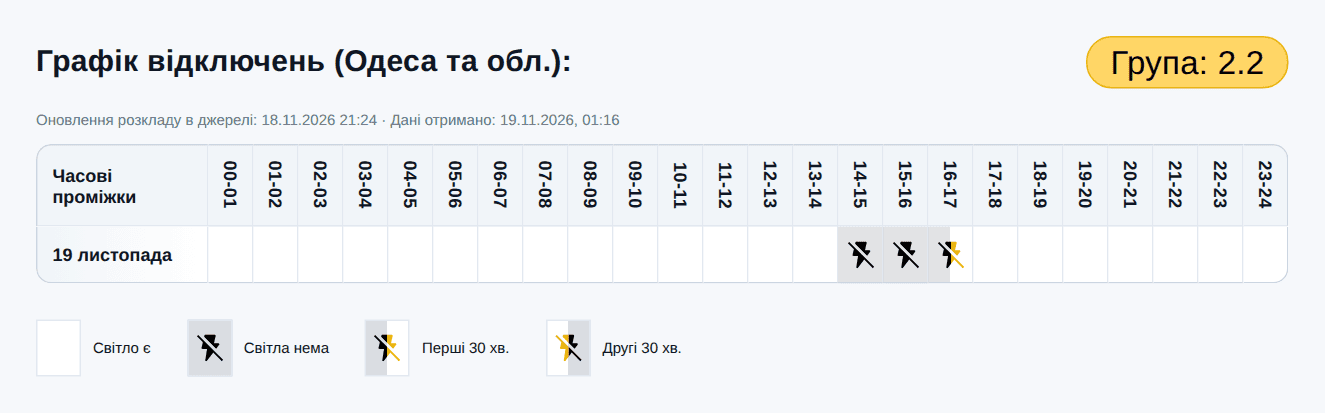 Графік відключень (Одеса та обл.):
Група: 2.2
Оновлення розкладу в джерелі: 18.11.2026 21:24 · Дані отримано: 19.11.2026, 01:16
Часові
проміжки
00-01
01-02
02-03
03-04
04-05
05-06
06-07
07-08
08-09
09-10
10-11
11-12
12-13
13-14
14-15
15-16
16-17
17-18
18-19
19-20
20-21
21-22
22-23
23-24
19 листопада
Світло є
Світла нема
Перші 30 хв.
Другі 30 хв.